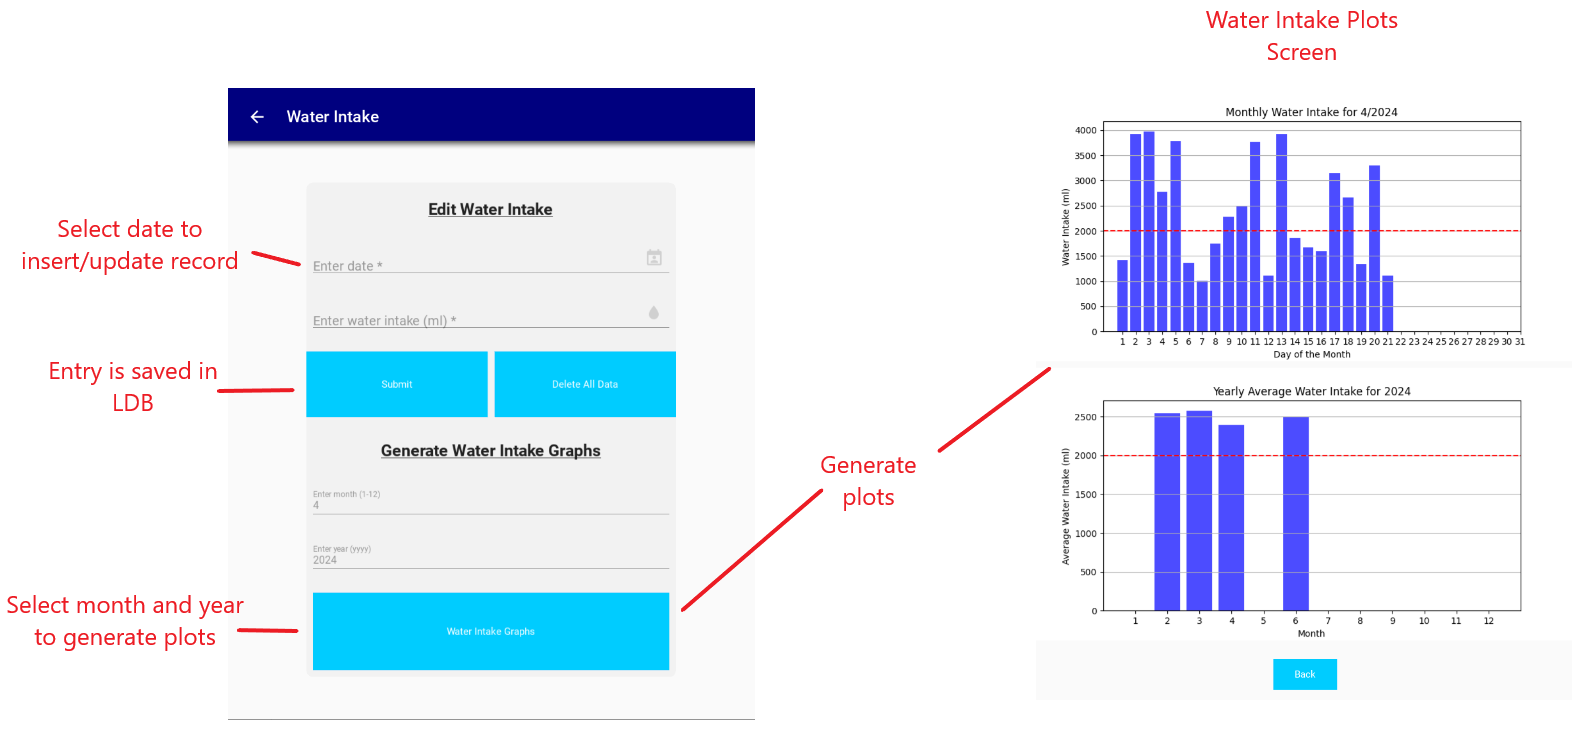 Water Intake Plots
Screen
Water Intake
Edit Water Intake
Select date to
insert/update record
Enter date *
Enter water intake (ml) *
Entry is saved in
LDB
Submit
Delete All Data
Generate Water Intake Graphs
Enter month (1-12)
4
Enter year (yyyy)
2024
Select month and year
to generate plots
Water Intake Graphs
Generate
plots
Monthly Water Intake for 4/2024
Water Intake (ml)
4000
3500
3000
2500
2000
1500
1000
500
0
1 2 3 4 5 6 7 8 9 10 11 12 13 14 15 16 17 18 19 20 21 22 23 24 25 26 27 28 29 30 31
Day of the Month
Yearly Average Water Intake for 2024
Average Water Intake (ml)
2500
2000
1500
1000
500
0
1 2 3 4 5 6 7 8 9 10 11 12
Month
Back